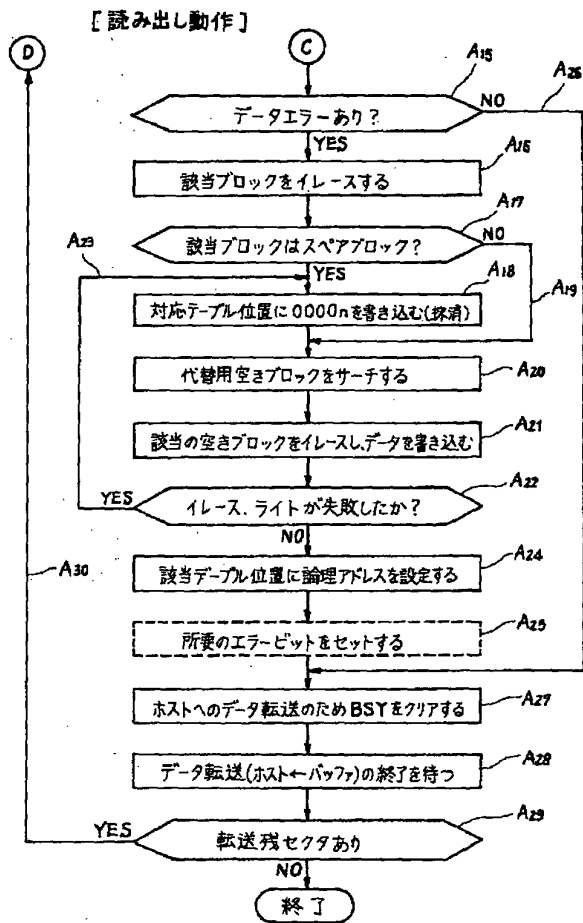 [読み出し動作]
D
C
A15
A26
データエラーあり?
NO
YES
A16
該当ブロックをイレースする
A17
A23
該当ブロックはスペアブロック?
NO
YES
A18
対応テーブル位置に0000nを書き込む(抹消)
A19
代替用空きブロックをサーチする
A20
A21
該当の空きブロックをイレースし、データを書き込む
A22
YES
イレース、ライトが失敗したか?
NO
A30
A24
該当テーブル位置に論理アドレスを設定する
A25
所要のエラービットをセットする
A27
ホストへのデータ転送のためBSYをクリアする
A28
データ転送(ホスト←バッファ)の終了を待つ
A29
YES
転送残セクタあり
NO
終了